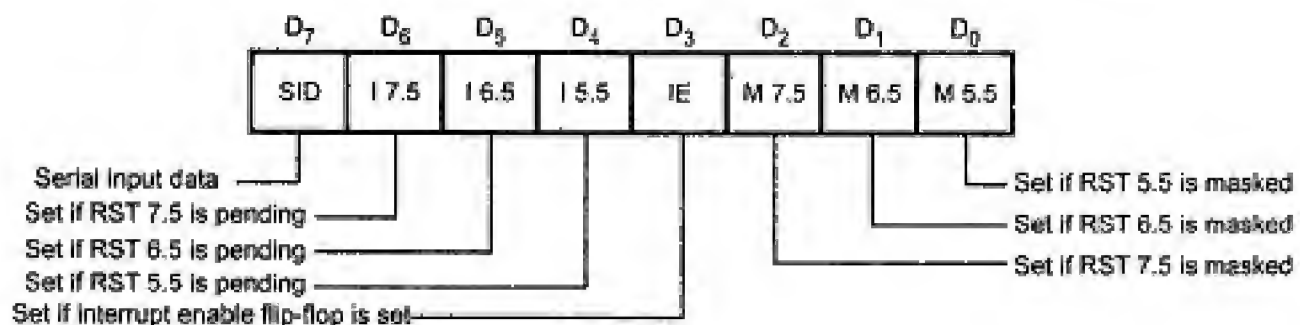 D7 D6 D5 D4 D3 D2 D1 D0
SID I 7.5 I 6.5 I 5.5 IE M 7.5 M 6.5 M 5.5
Serial input data
Set if RST 7.5 is pending
Set if RST 6.5 is pending
Set if RST 5.5 is pending
Set if interrupt enable flip-flop is set
Set if RST 5.5 is masked
Set if RST 6.5 is masked
Set if RST 7.5 is masked